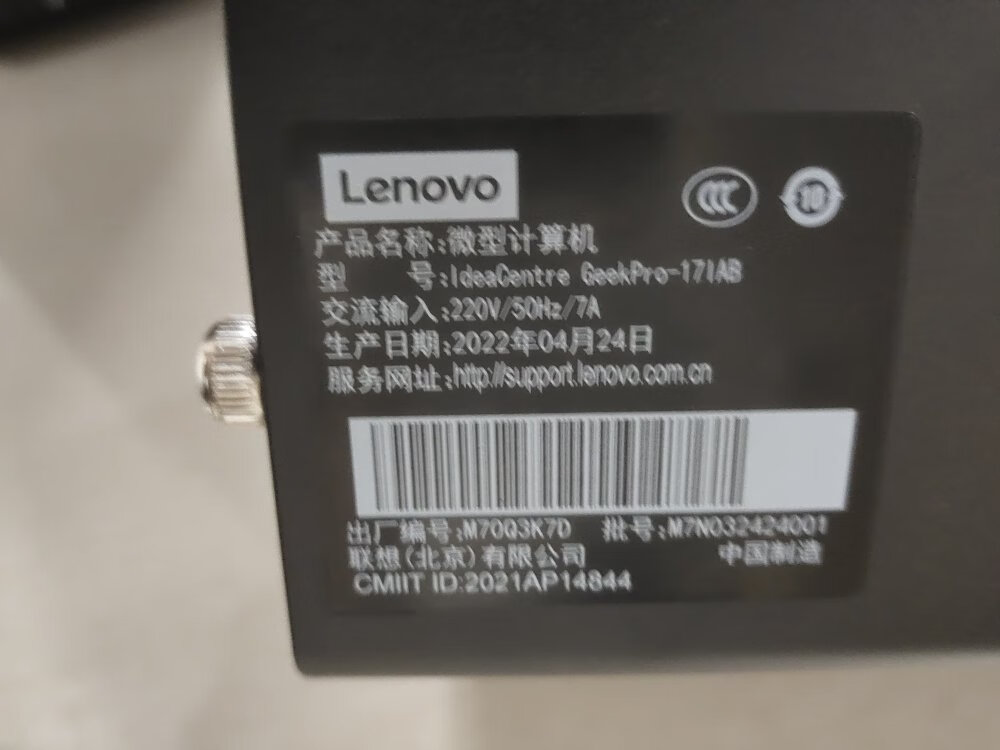 Lenovo
10
产品名称:微型计算机
型 号:IdeaCentre GeekPro-17IAB
交流输入:220V/50Hz/7A
生产日期:2022年04月24日
服务网址:http://support.lenovo.com.cn
出厂编号:M70Q3K7D 批号:M7N032424001
联想(北京)有限公司 中国制造
CMIIT ID:2021AP14844